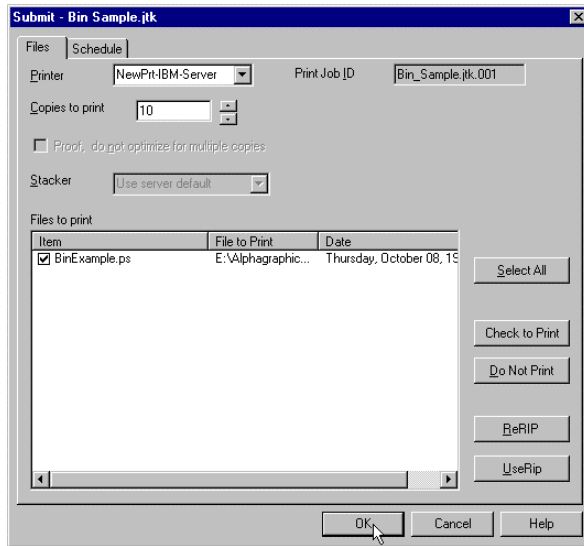 Submit - Bin Sample.jtk
Files Schedule
Printer NewPrt-IBM-Server Print Job ID Bin_Sample.jtk.001
Copies to print 10
Proof, do not optimize for multiple copies
Stacker Use server default
Files to print
Item File to Print Date
BinExample.ps E:\Alphagraphic... Thursday, October 08, 19
Select All
Check to Print
Do Not Print
ReRIP
UseRip
OK Cancel Help